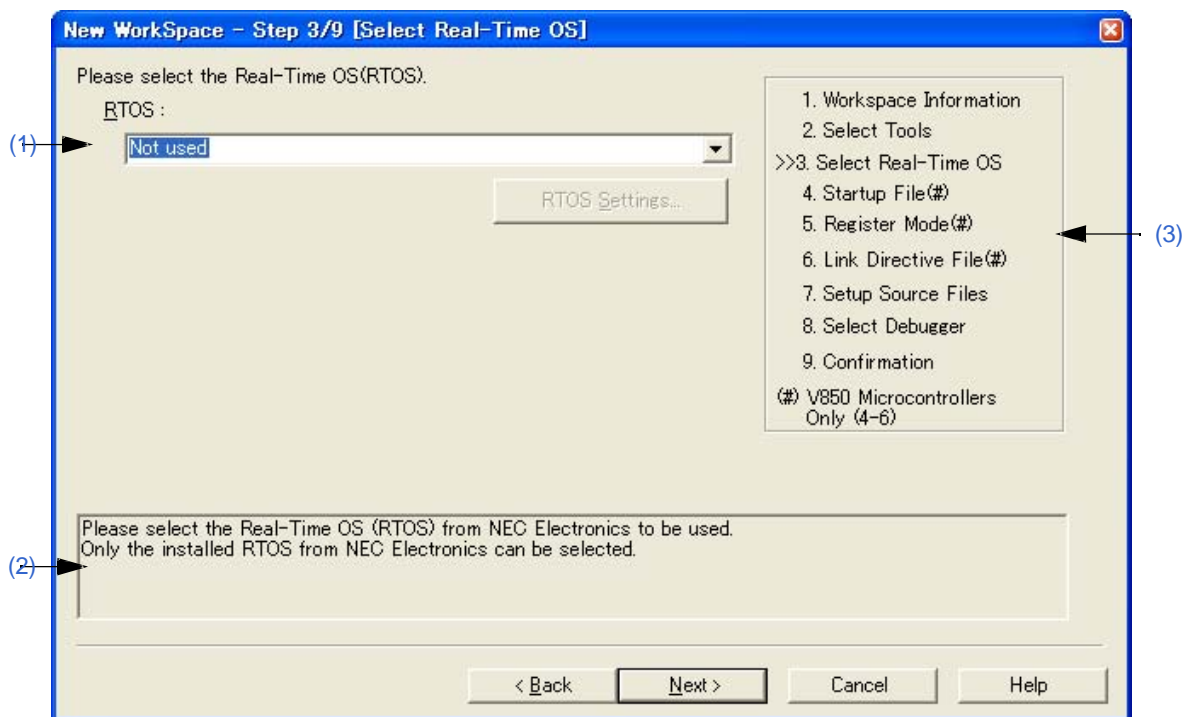 New WorkSpace - Step 3/9 [Select Real-Time OS]
Please select the Real-Time OS(RTOS).
RTOS :
(1)
Not used
RTOS Settings...
1. Workspace Information
2. Select Tools
>>3. Select Real-Time OS
4. Startup File(#)
5. Register Mode(#)
6. Link Directive File(#)
7. Setup Source Files
8. Select Debugger
9. Confirmation
(#) V850 Microcontrollers
Only (4-6)
(3)
Please select the Real-Time OS (RTOS) from NEC Electronics to be used.
Only the installed RTOS from NEC Electronics can be selected.
(2)
< Back
Next >
Cancel
Help